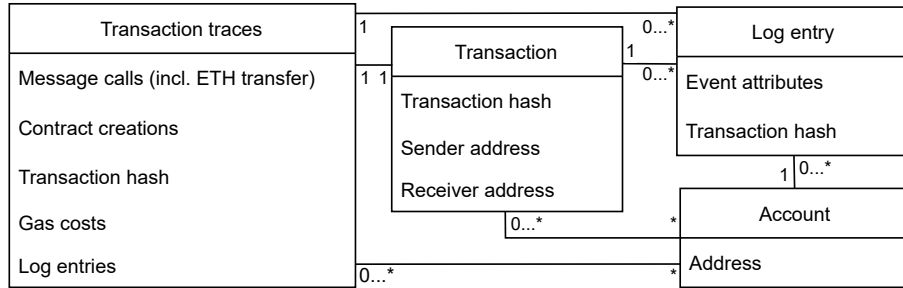 Transaction traces
Message calls (incl. ETH transfer)
Contract creations
Transaction hash
Gas costs
Log entries
1
0...*
1 1
Transaction
Transaction hash
Sender address
Receiver address
1
0...*
Log entry
Event attributes
Transaction hash
1 0...*
0...*
*
Account
Address
0...*
*